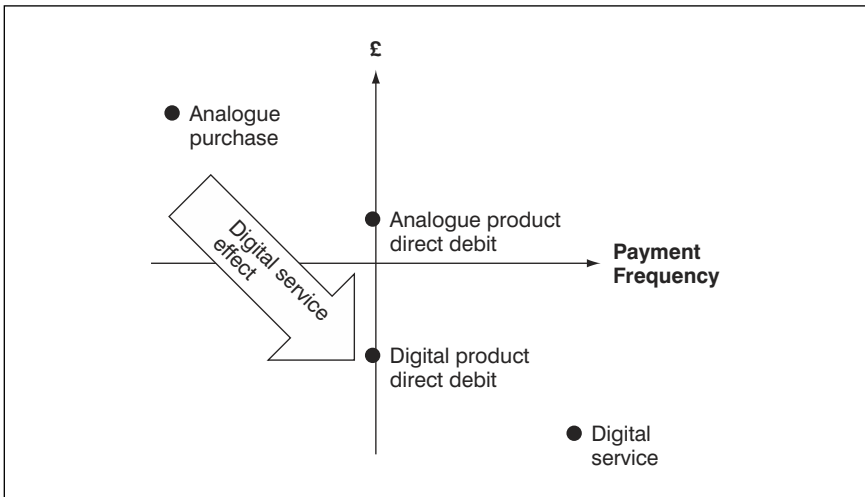 £
Analogue
purchase
Digital service
effect
Analogue product
direct debit
Payment
Frequency
Digital product
direct debit
Digital
service